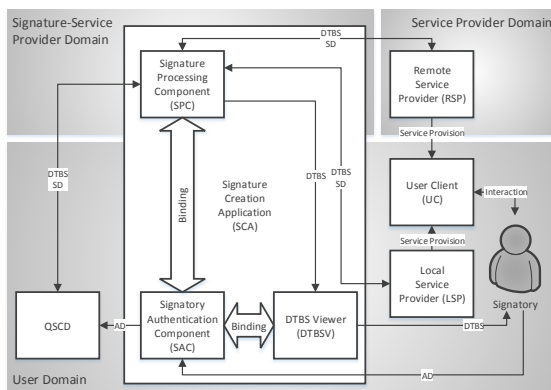 Signature-Service
Provider Domain
Service Provider Domain
DTBS
SD
Signature
Processing
Component
(SPC)
Remote
Service
Provider (RSP)
Service Provision
DTBS
SD
DTBS
DTBS
SD
Binding
Signature
Creation
Application
(SCA)
User Client
(UC)
Interaction
Service Provision
Local
Service
Provider (LSP)
Signatory
QSCD
AD
Signatory
Authentication
Component
(SAC)
Binding
DTBS Viewer
(DTBSV)
DTBS
AD
User Domain